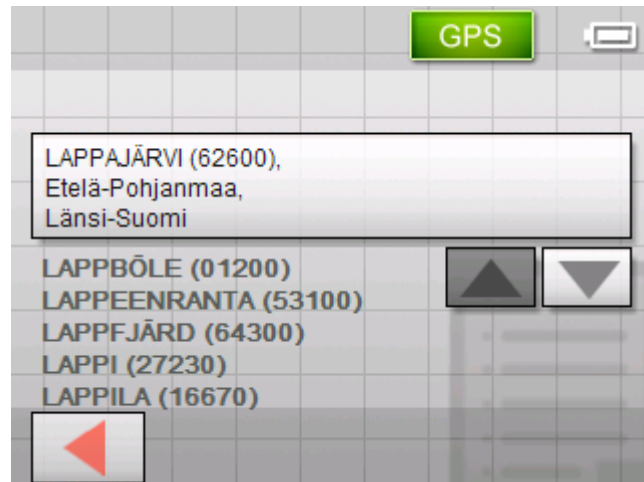 GPS
LAPPAJÄRVI (62600),
Etelä-Pohjanmaa,
Länsi-Suomi
LAPPBÖLE (01200)
LAPPEENRANTA (53100)
LAPPFJÄRD (64300)
LAPPI (27230)
LAPPILA (16670)